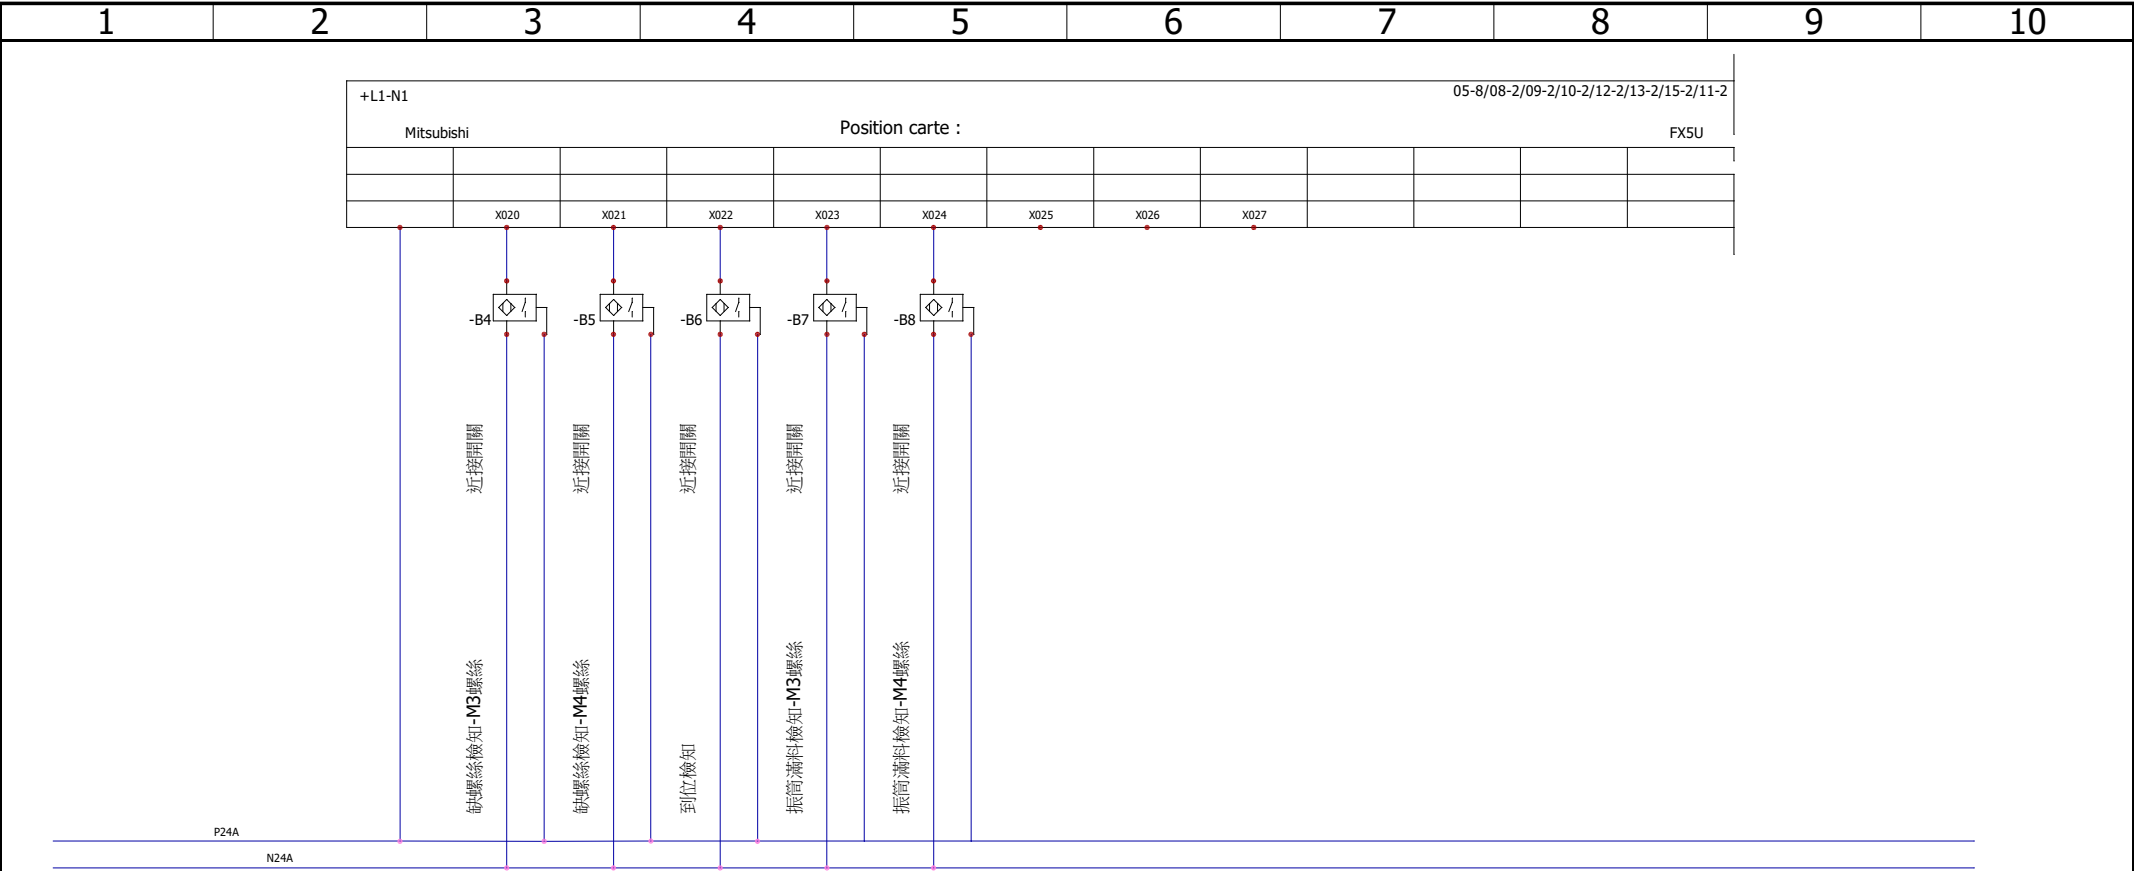 1 2 3 4 5 6 7 8 9 10
+L1-N1 05-8/08-2/09-2/10-2/12-2/13-2/15-2/11-2
Mitsubishi Position carte : FX5U
X020 X021 X022 X023 X024 X025 X026 X027
-B4 -B5 -B6 -B7 -B8
近接開關 近接開關 近接開關 近接開關 近接開關
缺螺絲檢知-M3螺絲
缺螺絲檢知-M4螺絲
到位檢知
振筒滿料檢知-M3螺絲
振筒滿料檢知-M4螺絲
P24A
N24A